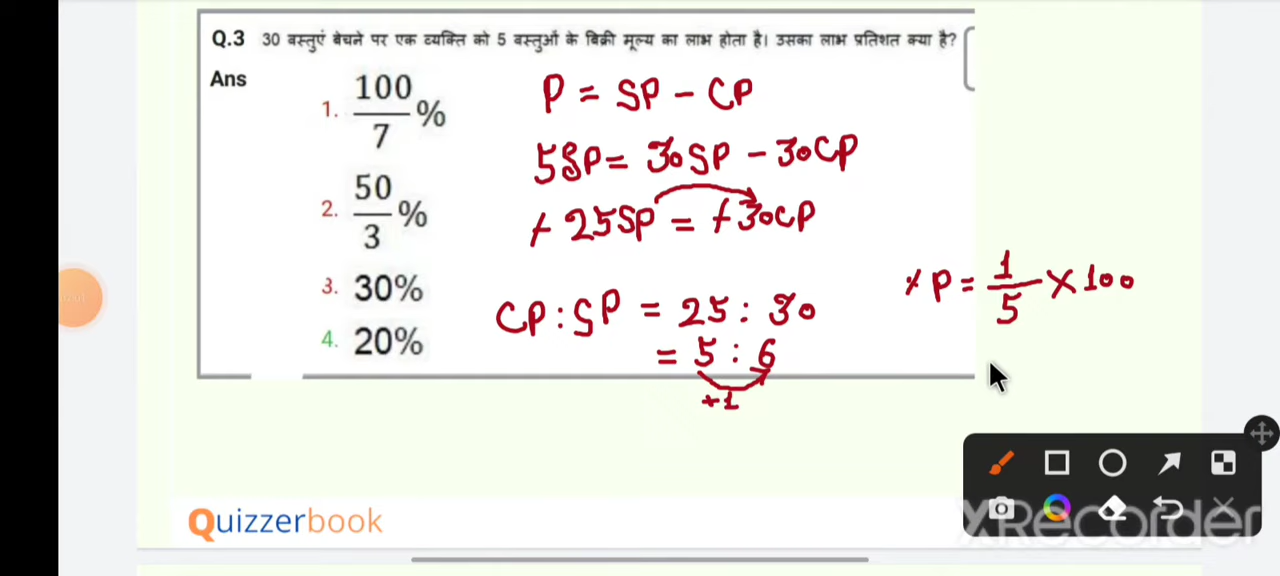 Q.3 30 वस्तुएं बेचने पर एक व्यक्ति को 5 वस्तुओं के बिक्री मूल्य का लाभ होता है। उसका लाभ प्रतिशत क्या है?
Ans
1. 100/7 %
2. 50/3 %
3. 30%
4. 20%
P = SP - CP
5SP = 30SP - 30CP
+ 25SP = + 30CP
CP : SP = 25 : 30
= 5 : 6
+1
% P = 1/5 × 100
Quizzerbook
XRecorder